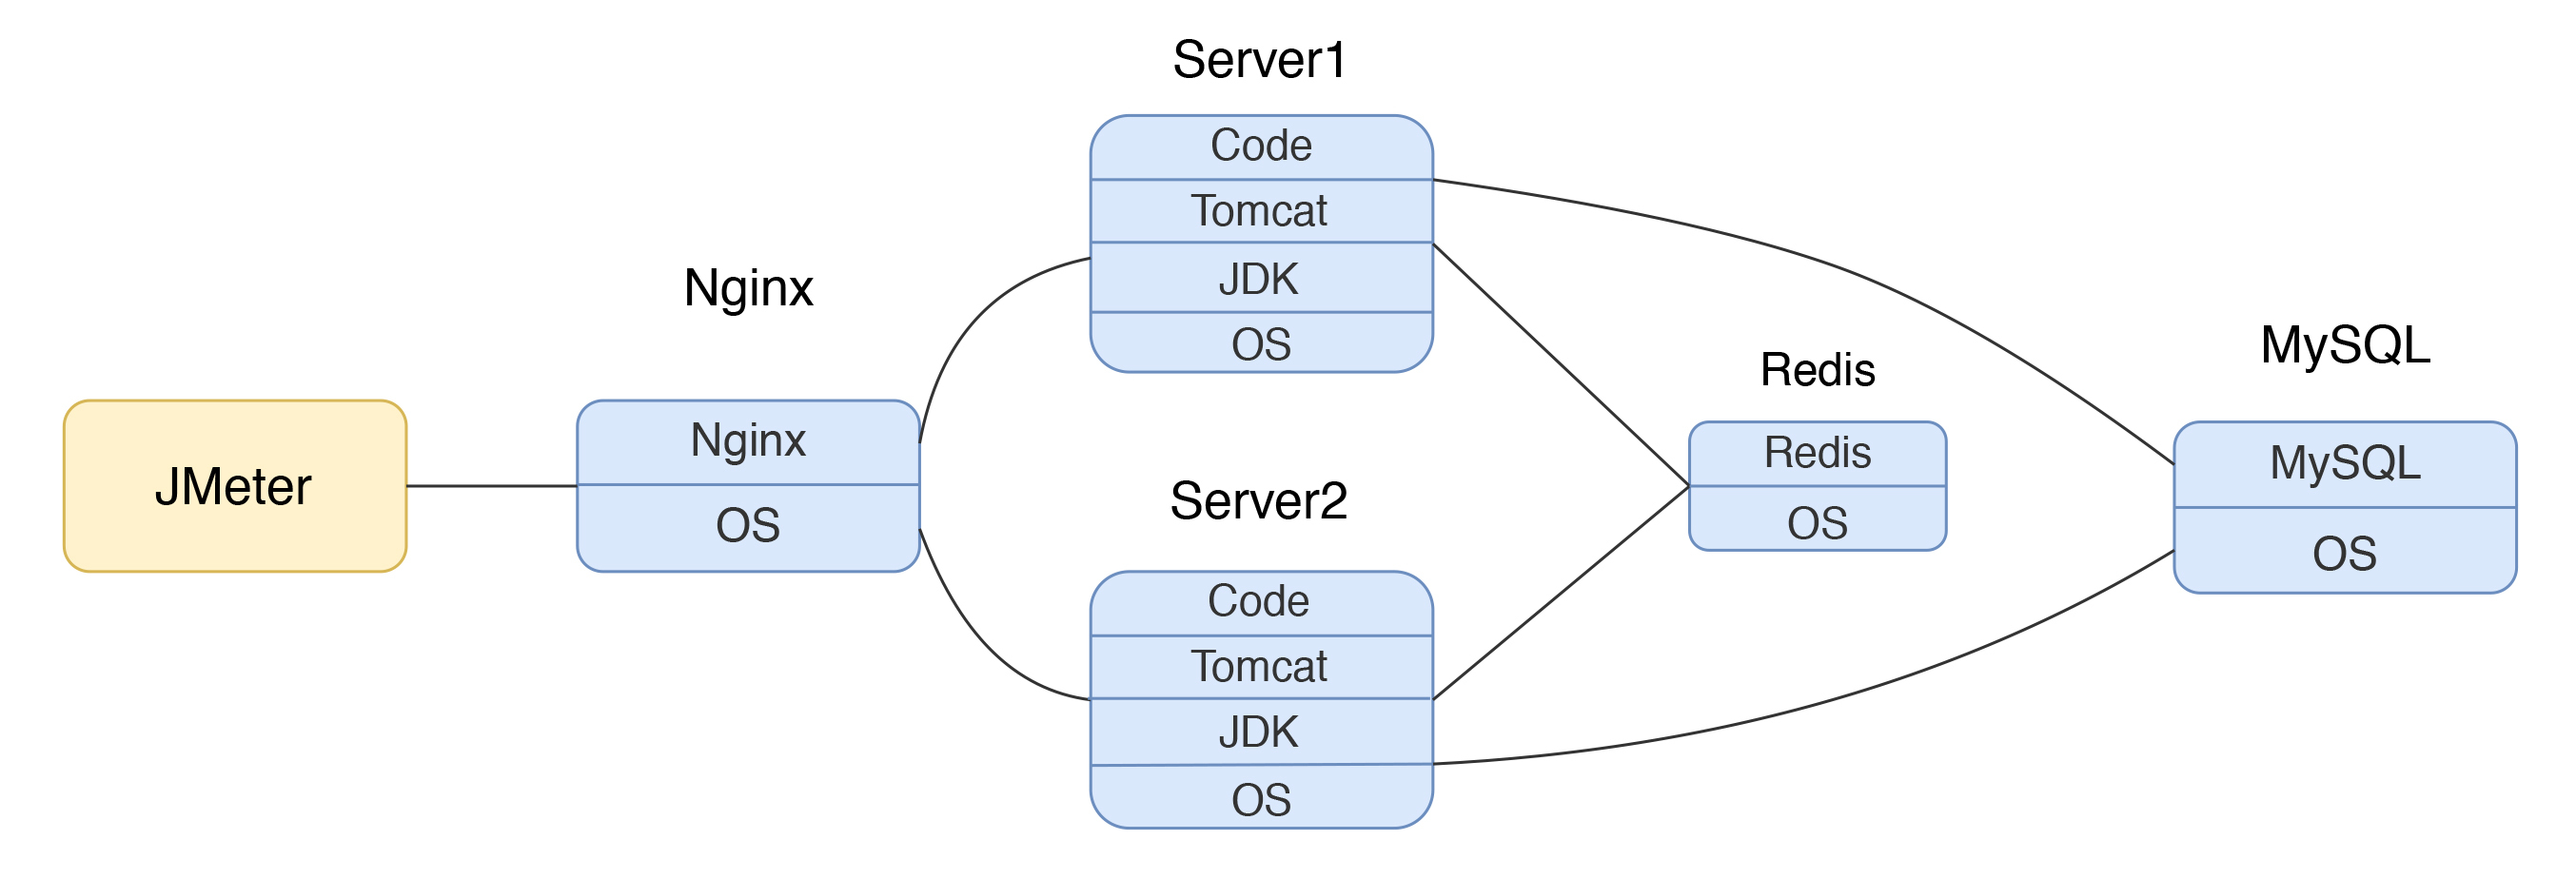 JMeter
Nginx
Nginx
OS
Server1
Code
Tomcat
JDK
OS
Server2
Code
Tomcat
JDK
OS
Redis
Redis
OS
MySQL
MySQL
OS